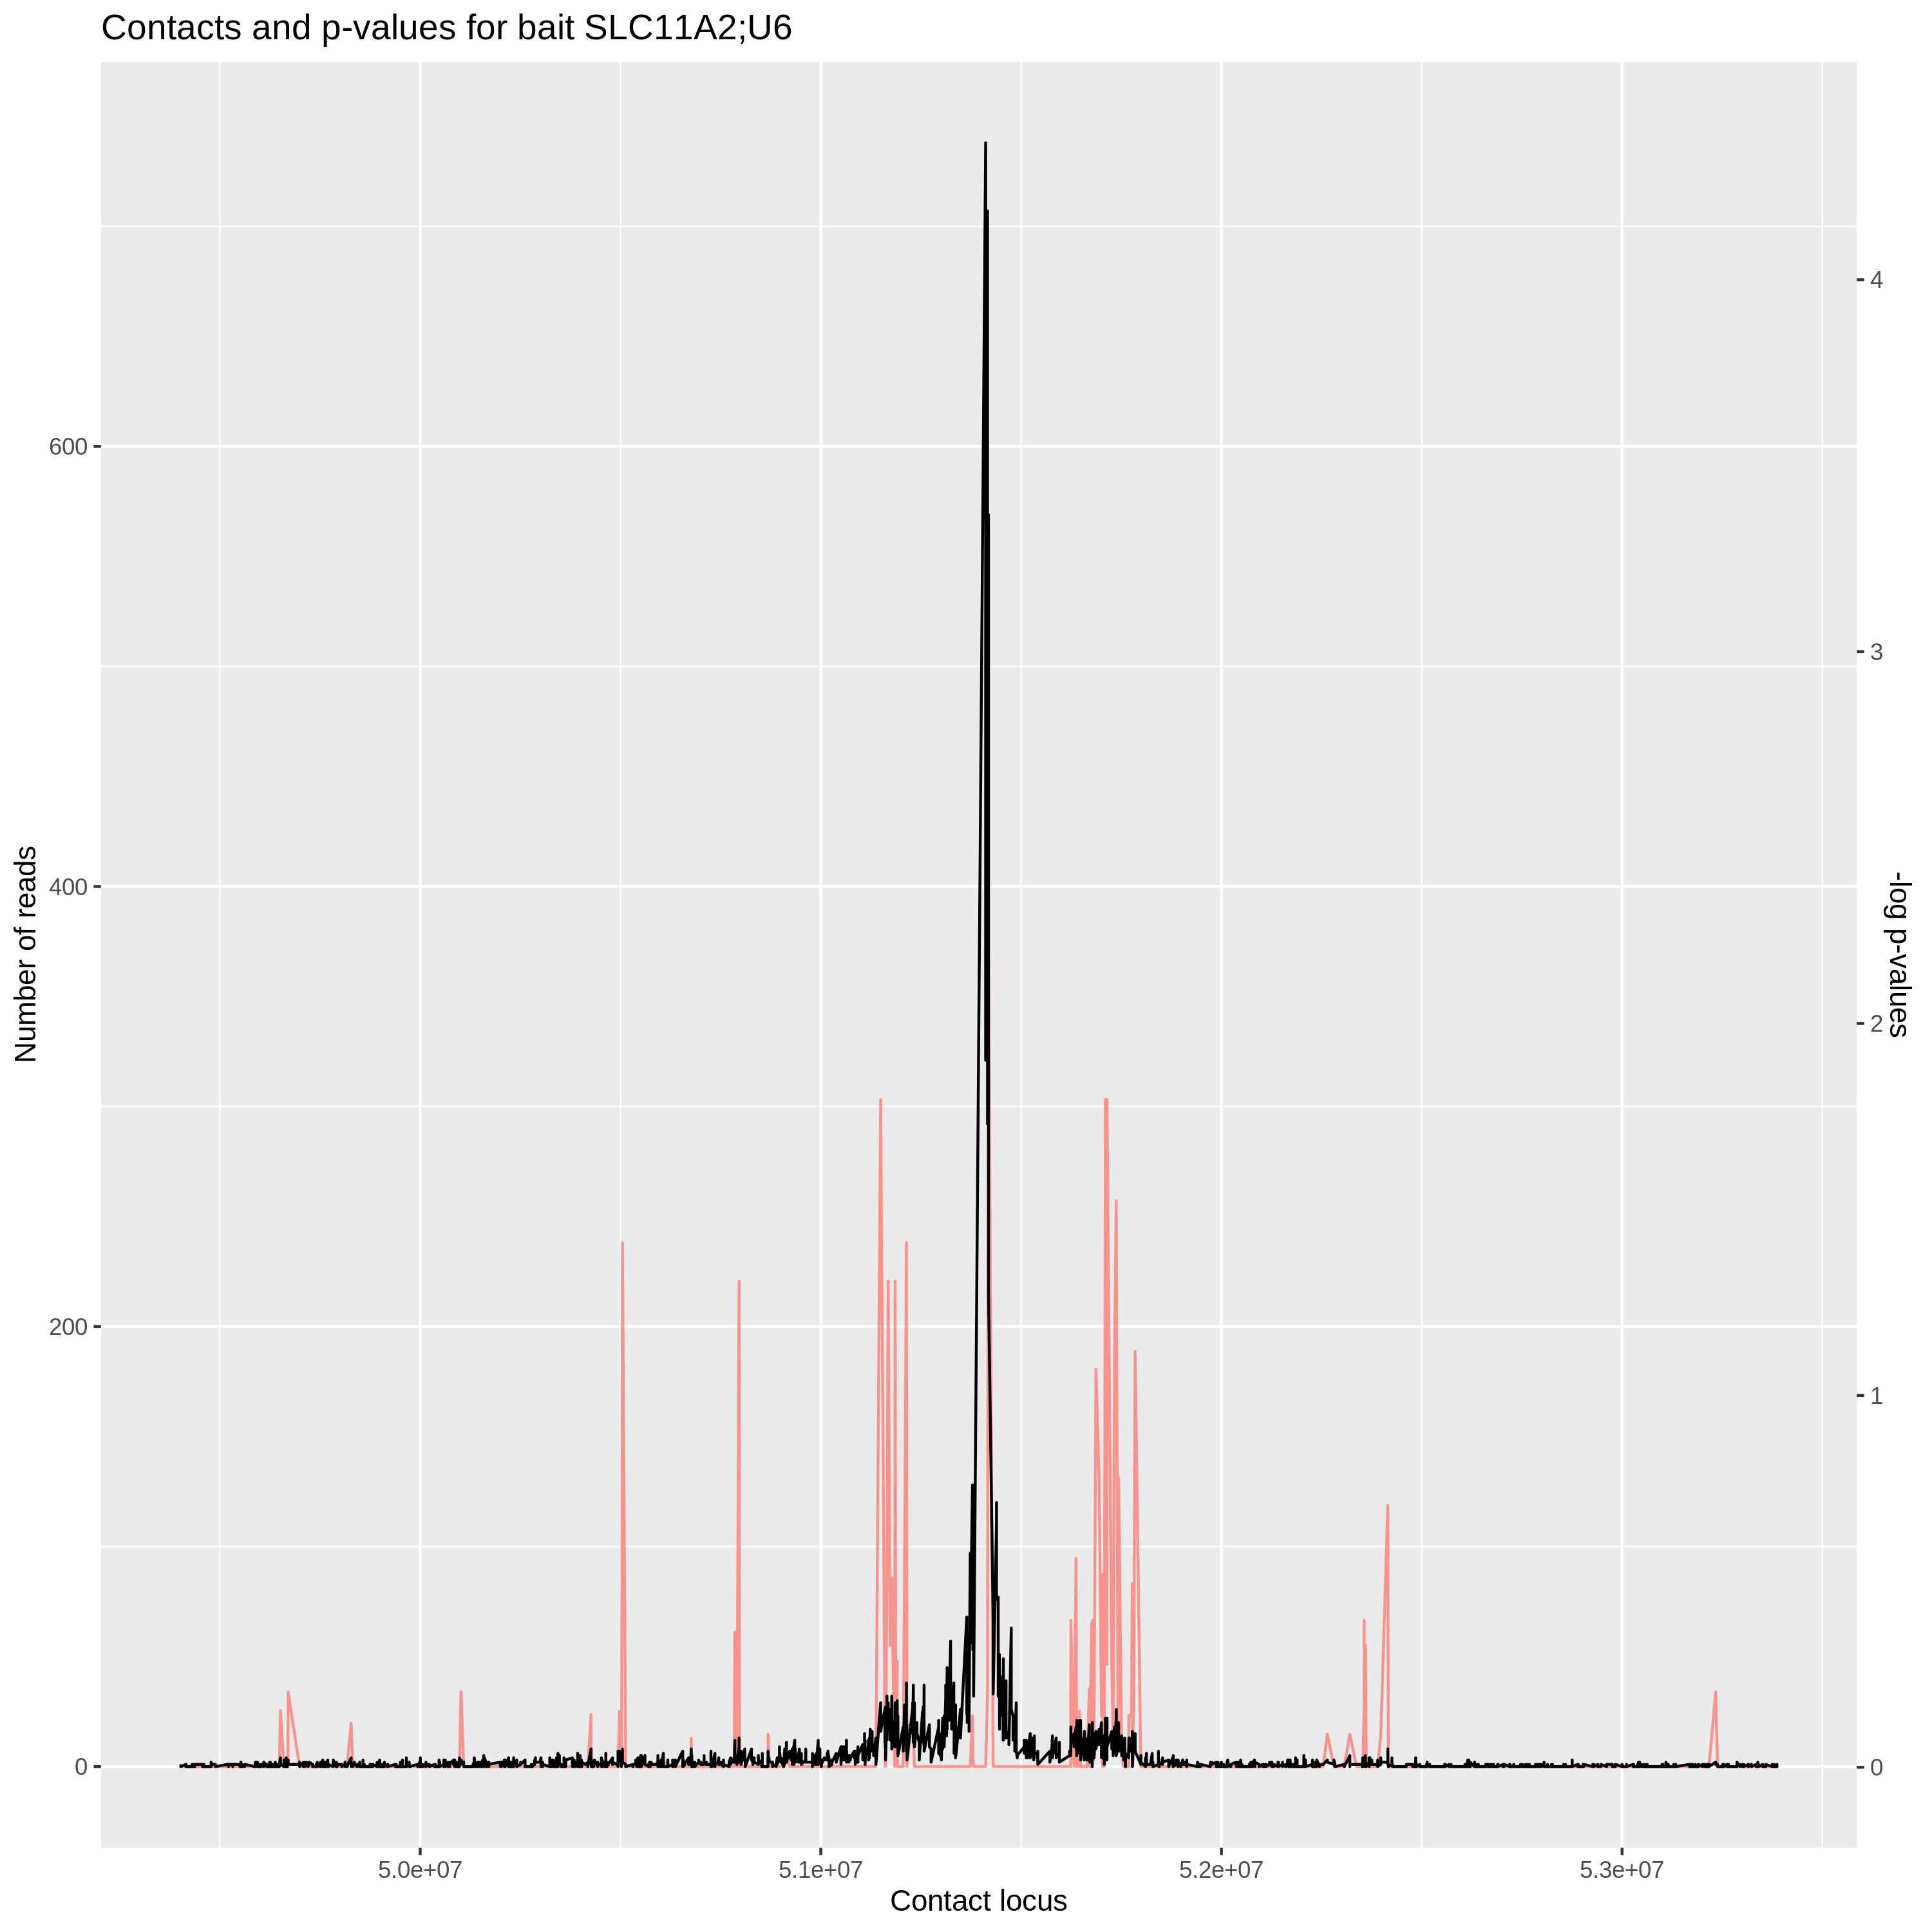 Contacts and p-values for bait SLC11A2;U6
Number of reads
600
400
200
0
4
3
2
1
0
-log p-values
5.0e+07
5.1e+07
5.2e+07
5.3e+07
Contact locus